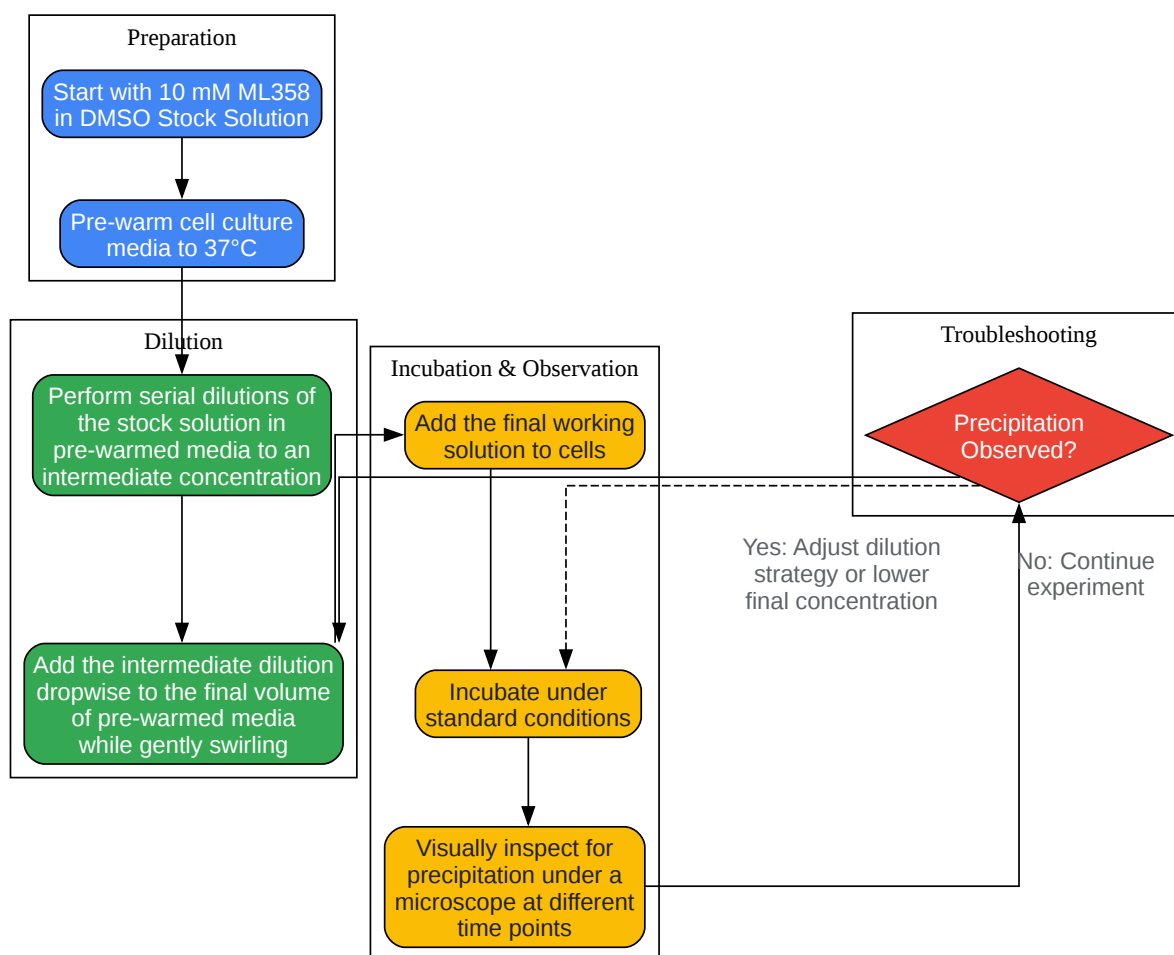 Preparation
Start with 10 mM ML358
in DMSO Stock Solution
Pre-warm cell culture
media to 37°C
Dilution
Perform serial dilutions of
the stock solution in
pre-warmed media to an
intermediate concentration
Add the intermediate dilution
dropwise to the final volume
of pre-warmed media
while gently swirling
Incubation & Observation
Add the final working
solution to cells
Incubate under
standard conditions
Visually inspect for
precipitation under a
microscope at different
time points
Troubleshooting
Precipitation
Observed?
Yes: Adjust dilution
strategy or lower
final concentration
No: Continue
experiment